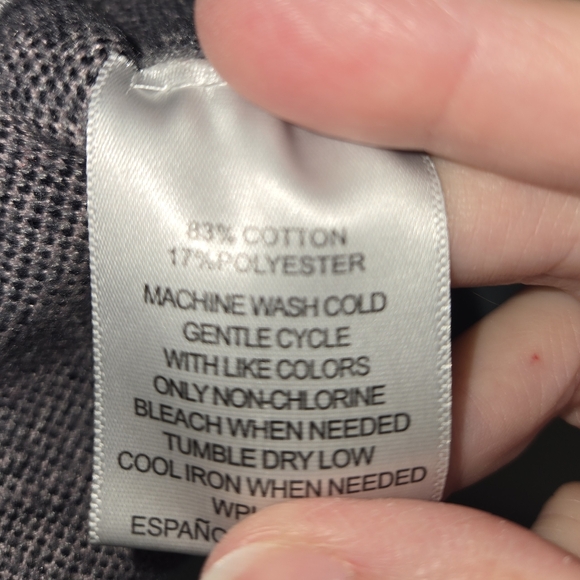 83% COTTON
17% POLYESTER
MACHINE WASH COLD
GENTLE CYCLE
WITH LIKE COLORS
ONLY NON-CHLORINE
BLEACH WHEN NEEDED
TUMBLE DRY LOW
COOL IRON WHEN NEEDED